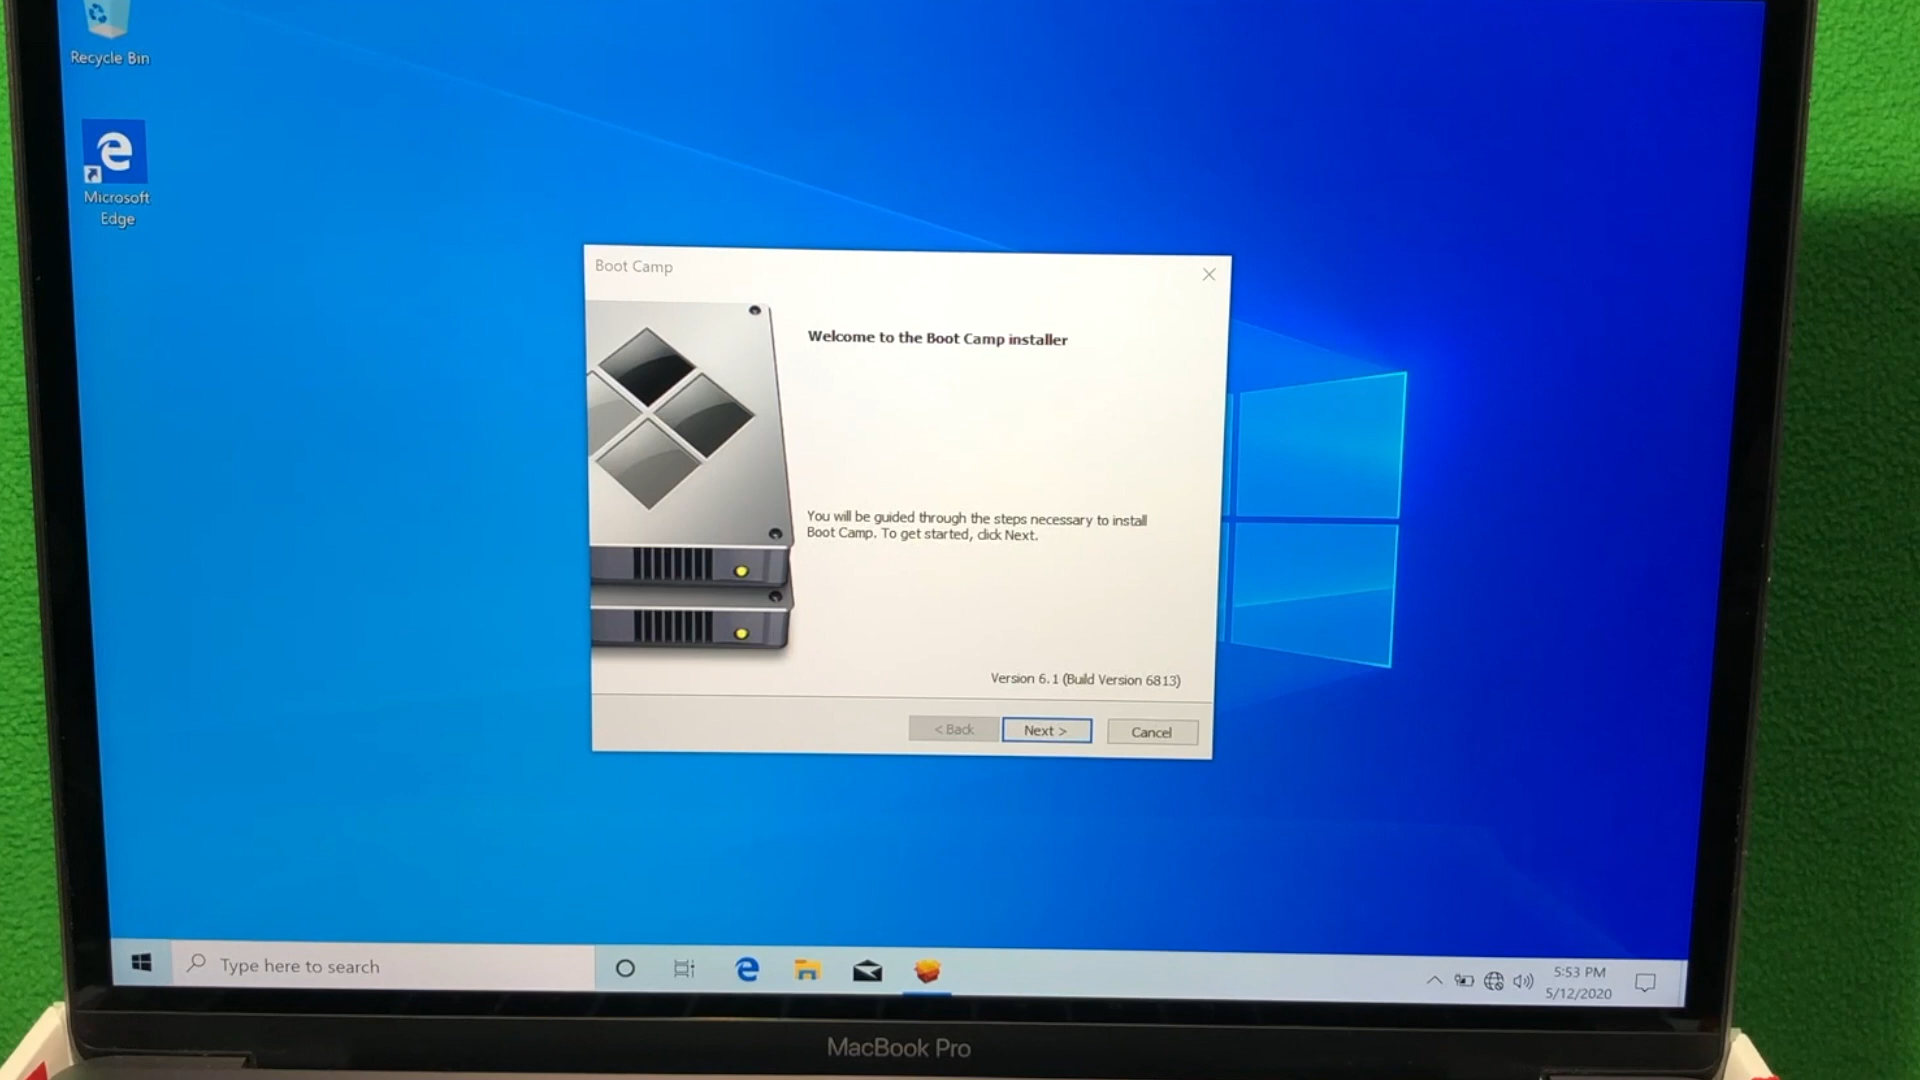 Recycle Bin
Microsoft
Edge
Boot Camp
Welcome to the Boot Camp installer
You will be guided through the steps necessary to install
Boot Camp. To get started, click Next.
Version 6.1 (Build Version 6813)
< Back
Next >
Cancel
Type here to search
5:53 PM
5/12/2020
MacBook Pro